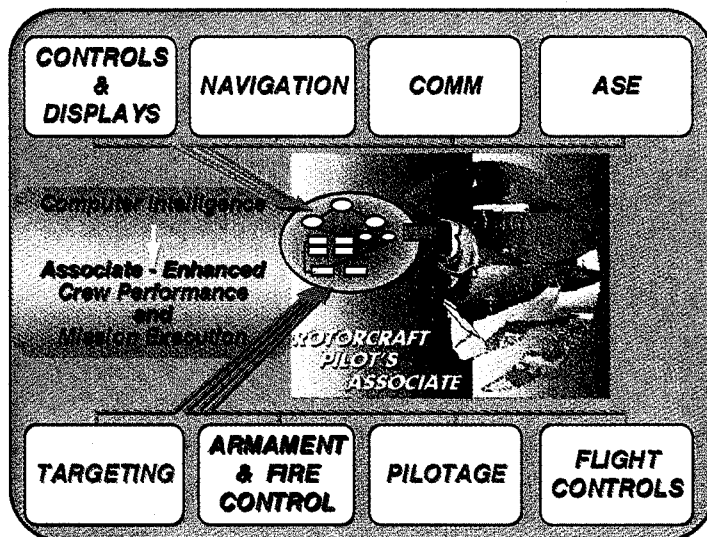 CONTROLS
&
DISPLAYS
NAVIGATION
COMM
ASE
Computer Intelligence
Associate - Enhanced
Crew Performance
and
Mission Execution
ROTORCRAFT
PILOT'S
ASSOCIATE
TARGETING
ARMAMENT
& FIRE
CONTROL
PILOTAGE
FLIGHT
CONTROLS